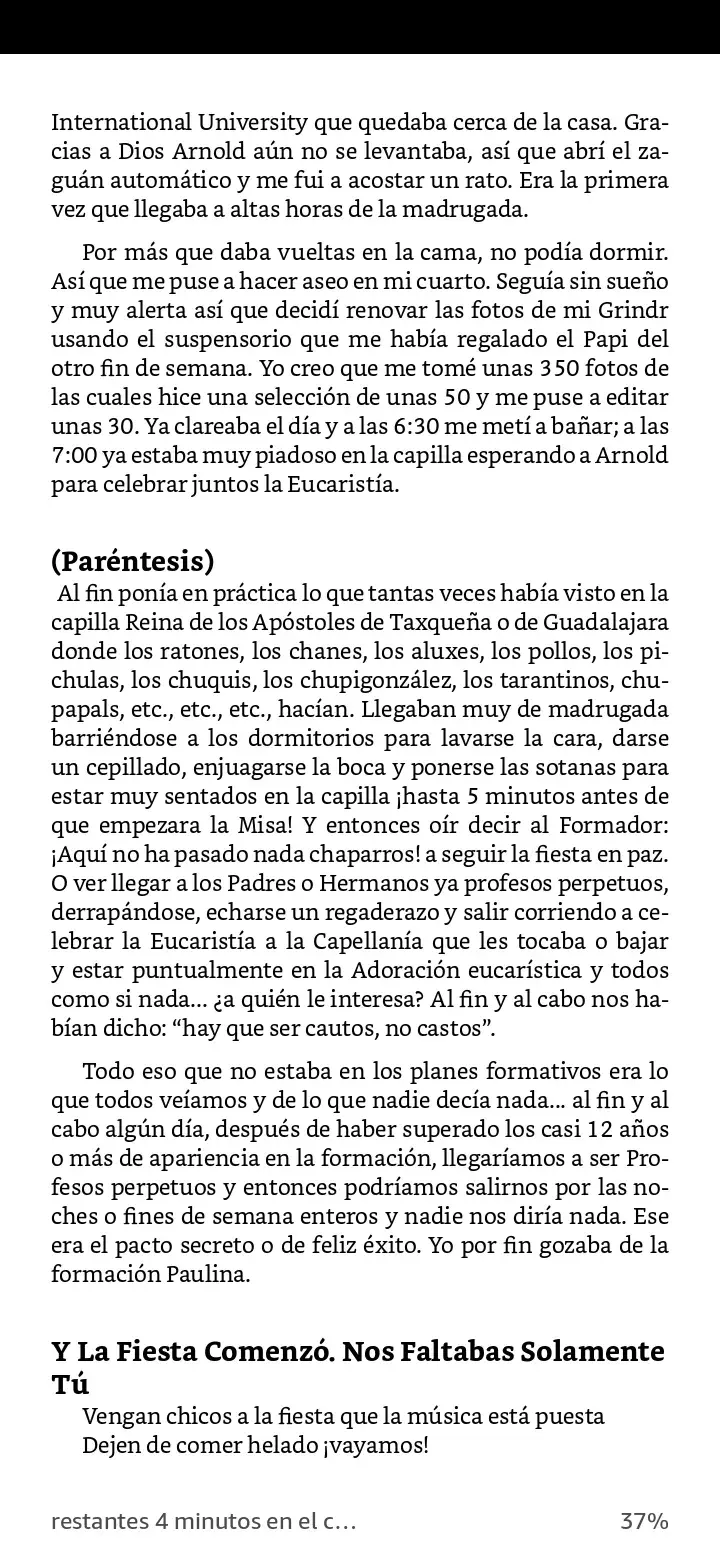 International University que quedaba cerca de la casa. Gra-
cias a Dios Arnold aún no se levantaba, así que abrí el za-
guán automático y me fui a acostar un rato. Era la primera
vez que llegaba a altas horas de la madrugada.
Por más que daba vueltas en la cama, no podía dormir.
Así que me puse a hacer aseo en mi cuarto. Seguía sin sueño
y muy alerta así que decidí renovar las fotos de mi Grindr
usando el suspensorio que me había regalado el Papi del
otro fin de semana. Yo creo que me tomé unas 350 fotos de
las cuales hice una selección de unas 50 y me puse a editar
unas 30. Ya clareaba el día y a las 6:30 me metí a bañar; a las
7:00 ya estaba muy piadoso en la capilla esperando a Arnold
para celebrar juntos la Eucaristía.
(Paréntesis)
Al fin ponía en práctica lo que tantas veces había visto en la
capilla Reina de los Apóstoles de Taxqueña o de Guadalajara
donde los ratones, los chanes, los aluxes, los pollos, los pi-
chulas, los chuquis, los chupigonzález, los tarantinos, chu-
papals, etc., etc., etc., hacían. Llegaban muy de madrugada
barriéndose a los dormitorios para lavarse la cara, darse
un cepillado, enjuagarse la boca y ponerse las sotanas para
estar muy sentados en la capilla ¡hasta 5 minutos antes de
que empezara la Misa! Y entonces oír decir al Formador:
¡Aquí no ha pasado nada chaparros! a seguir la fiesta en paz.
O ver llegar a los Padres o Hermanos ya profesos perpetuos,
derrapándose, echarse un regaderazo y salir corriendo a ce-
lebrar la Eucaristía a la Capellanía que les tocaba o bajar
y estar puntualmente en la Adoración eucarística y todos
como si nada... ¿a quién le interesa? Al fin y al cabo nos ha-
bían dicho: “hay que ser cautos, no castos”.
Todo eso que no estaba en los planes formativos era lo
que todos veíamos y de lo que nadie decía nada... al fin y al
cabo algún día, después de haber superado los casi 12 años
o más de apariencia en la formación, llegaríamos a ser Pro-
fesos perpetuos y entonces podríamos salirnos por las no-
ches o fines de semana enteros y nadie nos diría nada. Ese
era el pacto secreto o de feliz éxito. Yo por fin gozaba de la
formación Paulina.
Y La Fiesta Comenzó. Nos Faltabas Solamente
Tú
Vengan chicos a la fiesta que la música está puesta
Dejen de comer helado ¡vayamos!
restantes 4 minutos en el c... 37%